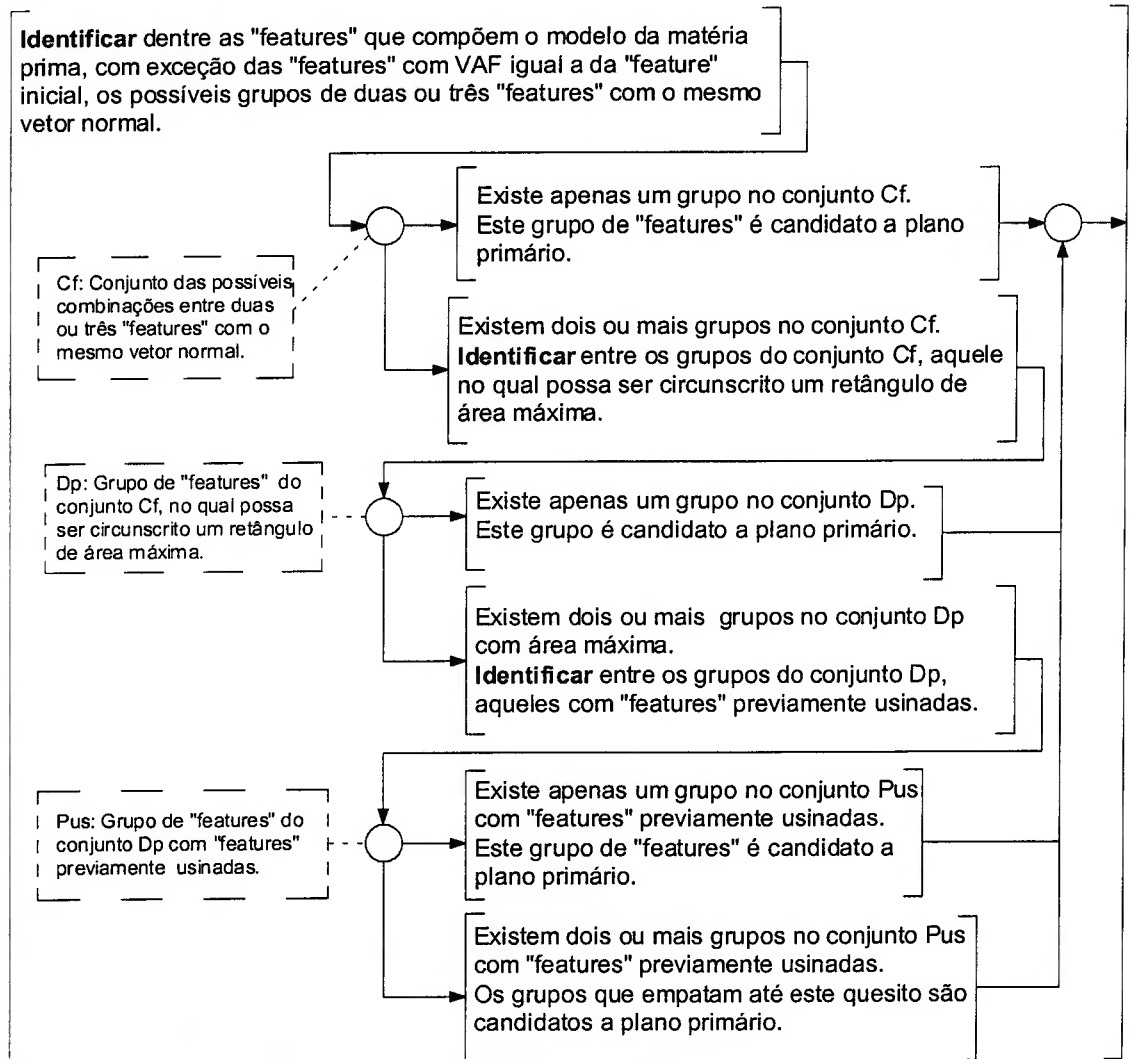 Identificar dentre as "features" que compõem o modelo da matéria
prima, com exceção das "features" com VAF igual a da "feature"
inicial, os possíveis grupos de duas ou três "features" com o mesmo
vetor normal.
Existe apenas um grupo no conjunto Cf.
Este grupo de "features" é candidato a plano
primário.
Cf: Conjunto das possíveis
combinações entre duas
ou três "features" com o
mesmo vetor normal.
Existem dois ou mais grupos no conjunto Cf.
Identificar entre os grupos do conjunto Cf, aquele
no qual possa ser circunscrito um retângulo de
área máxima.
Dp: Grupo de "features" do
conjunto Cf, no qual possa
ser circunscrito um retângulo
de área máxima.
Existe apenas um grupo no conjunto Dp.
Este grupo é candidato a plano primário.
Existem dois ou mais grupos no conjunto Dp
com área máxima.
Identificar entre os grupos do conjunto Dp,
aqueles com "features" previamente usinadas.
Pus: Grupo de "features" do
conjunto Dp com "features"
previamente usinadas.
Existe apenas um grupo no conjunto Pus
com "features" previamente usinadas.
Este grupo de "features" é candidato a
plano primário.
Existem dois ou mais grupos no conjunto Pus
com "features" previamente usinadas.
Os grupos que empatam até este quesito são
candidatos a plano primário.